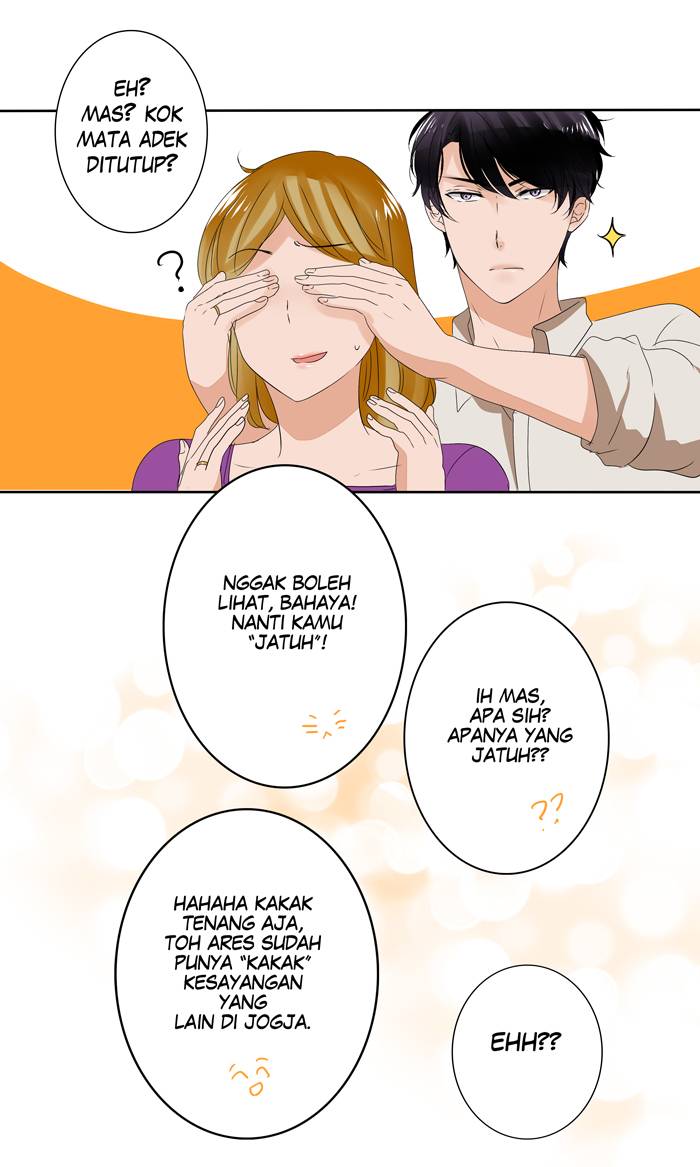 EH?
MAS? KOK
MATA ADEK
DITUTUP?
?
NGGAK BOLEH
LIHAT, BAHAYA!
NANTI KAMU
"JATUH"!
IH MAS,
APA SIH?
APANYA YANG
JATUH??
??
HAHAHA KAKAK
TENANG AJA,
TOH ARES SUDAH
PUNYA "KAKAK"
KESAYANGAN
YANG
LAIN DI JOGJA.
EHH??